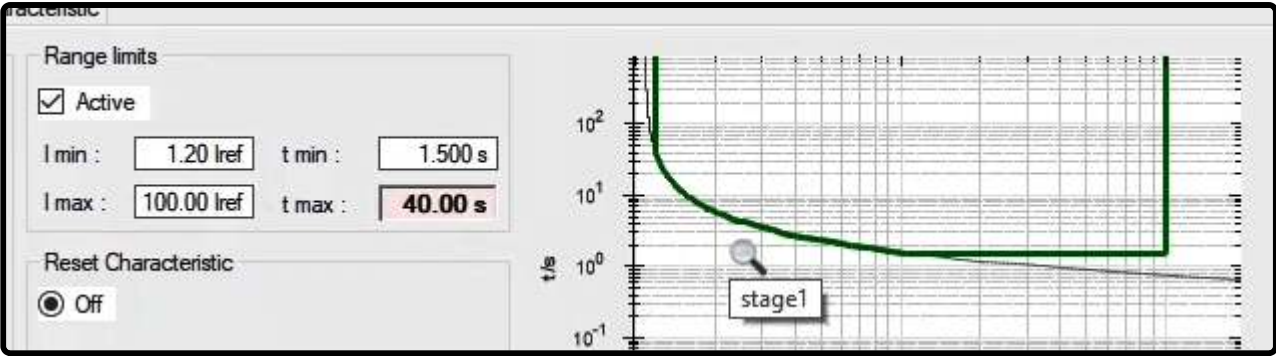 Range limits
Active
I min : 1.20 Iref t min : 1.500 s
I max : 100.00 Iref t max : 40.00 s
Reset Characteristic
Off
10²
10¹
10⁰
10⁻¹
t/s
stage1